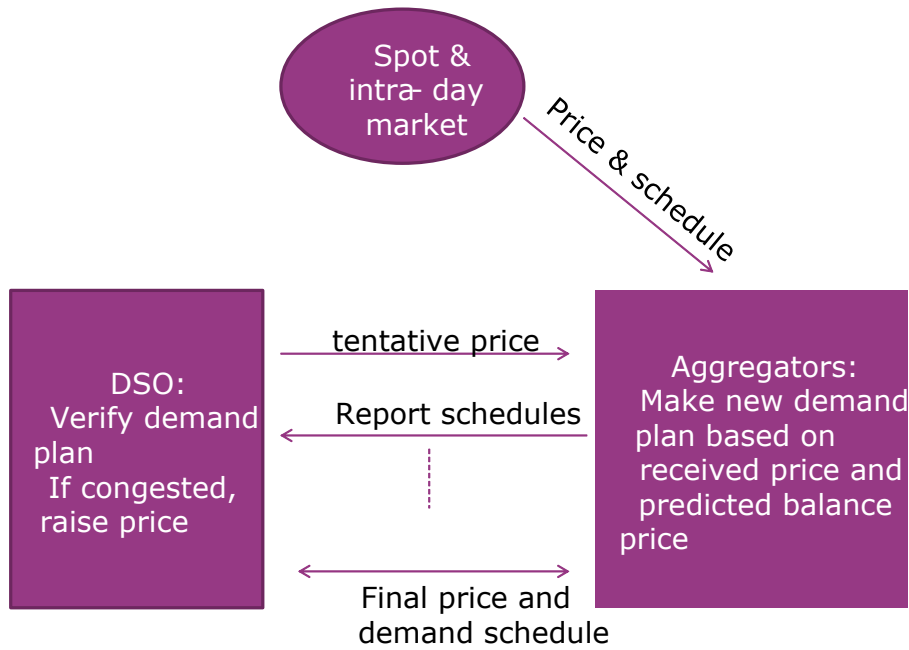 Spot &
intra- day
market
Price & schedule
tentative price
Report schedules
Final price and
demand schedule
DSO:
Verify demand
plan
If congested,
raise price
Aggregators:
Make new demand
plan based on
received price and
predicted balance
price